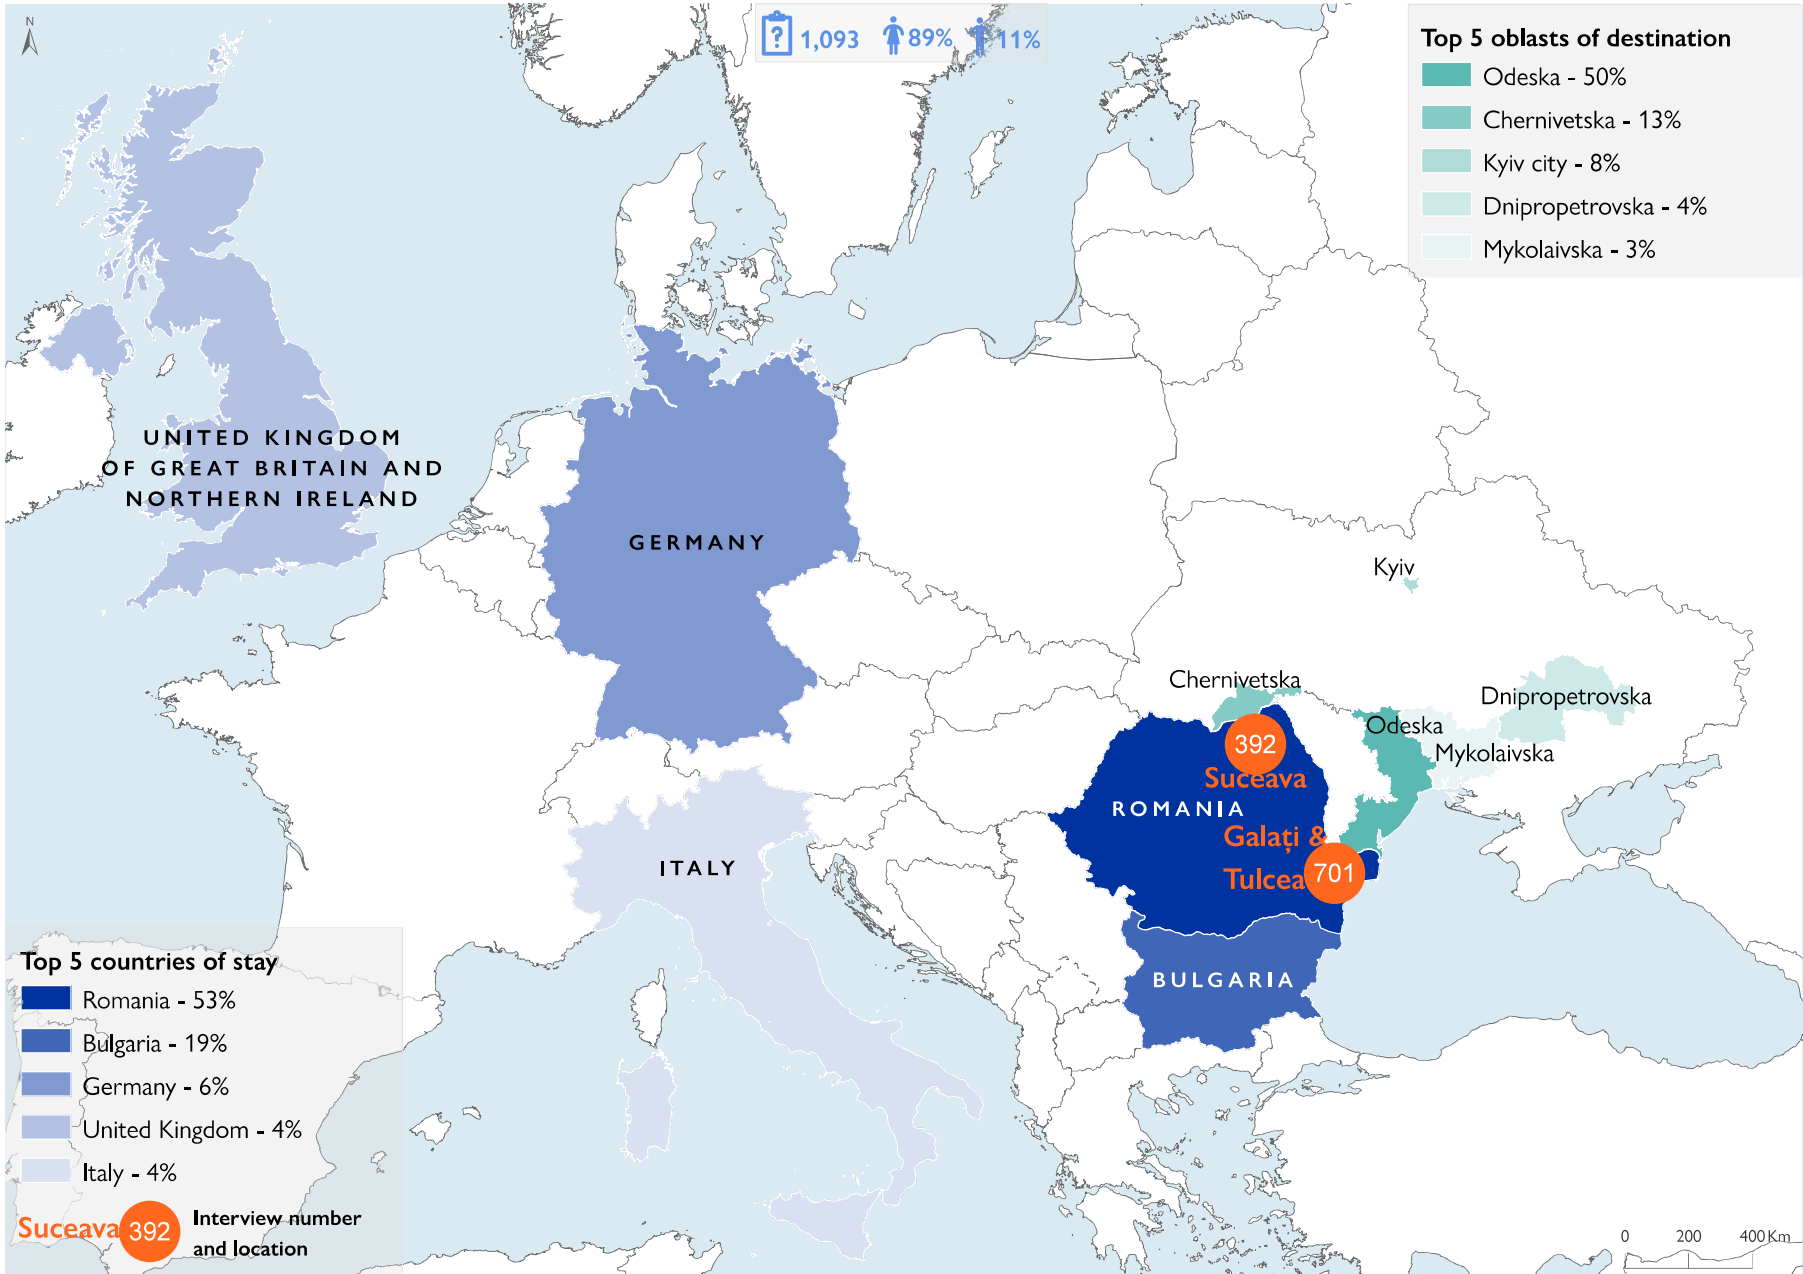 N
1,093 89% 11%
Top 5 oblasts of destination
Odeska - 50%
Chernivetska - 13%
Kyiv city - 8%
Dnipropetrovska - 4%
Mykolaivska - 3%
UNITED KINGDOM
OF GREAT BRITAIN AND
NORTHERN IRELAND
GERMANY
Kyiv
Chernivetska
Dnipropetrovska
Odeska
Mykolaivska
392
Suceava
ROMANIA
Galați &
Tulcea 701
ITALY
BULGARIA
Top 5 countries of stay
Romania - 53%
Bulgaria - 19%
Germany - 6%
United Kingdom - 4%
Italy - 4%
Suceava 392 Interview number
and location
0 200 400 Km